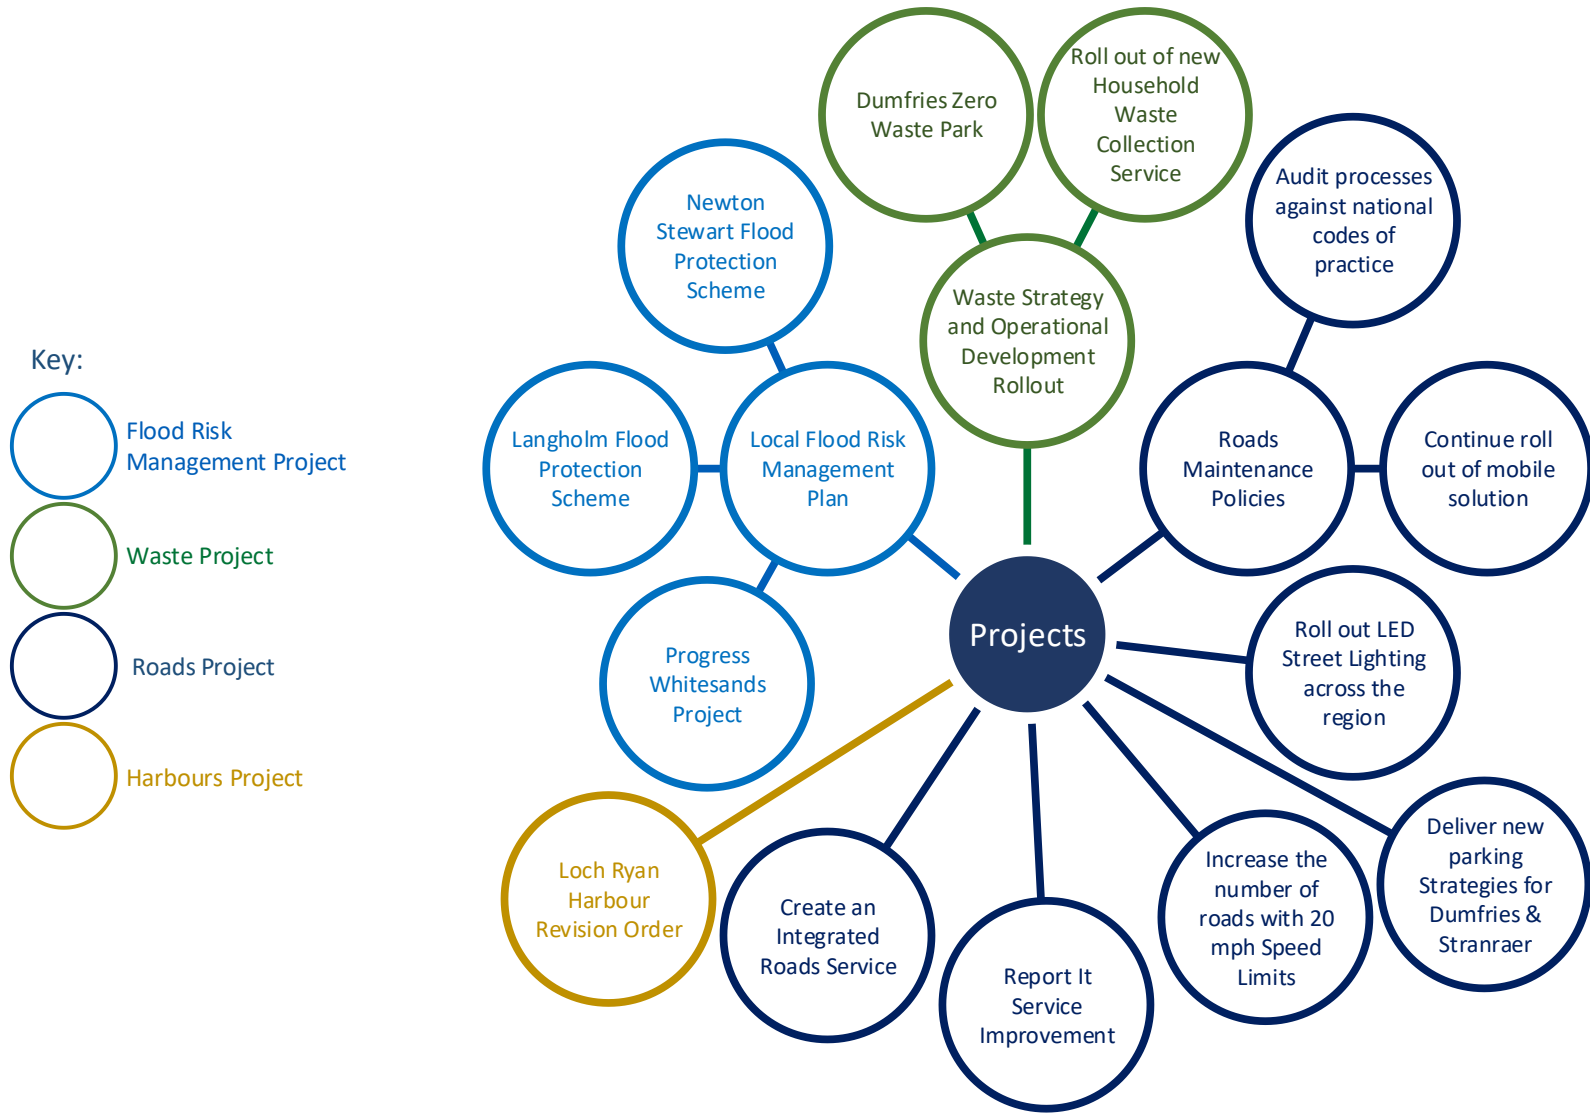 Key:
Flood Risk
Management Project
Waste Project
Roads Project
Harbours Project
Dumfries Zero
Waste Park
Roll out of new
Household
Waste
Collection
Service
Newton
Stewart Flood
Protection
Scheme
Audit processes
against national
codes of
practice
Waste Strategy
and Operational
Development
Rollout
Langholm Flood
Protection
Scheme
Local Flood Risk
Management
Plan
Roads
Maintenance
Policies
Continue roll
out of mobile
solution
Projects
Progress
Whitesands
Project
Roll out LED
Street Lighting
across the
region
Loch Ryan
Harbour
Revision Order
Create an
Integrated
Roads Service
Report It
Service
Improvement
Increase the
number of
roads with 20
mph Speed
Limits
Deliver new
parking
Strategies for
Dumfries &
Stranraer